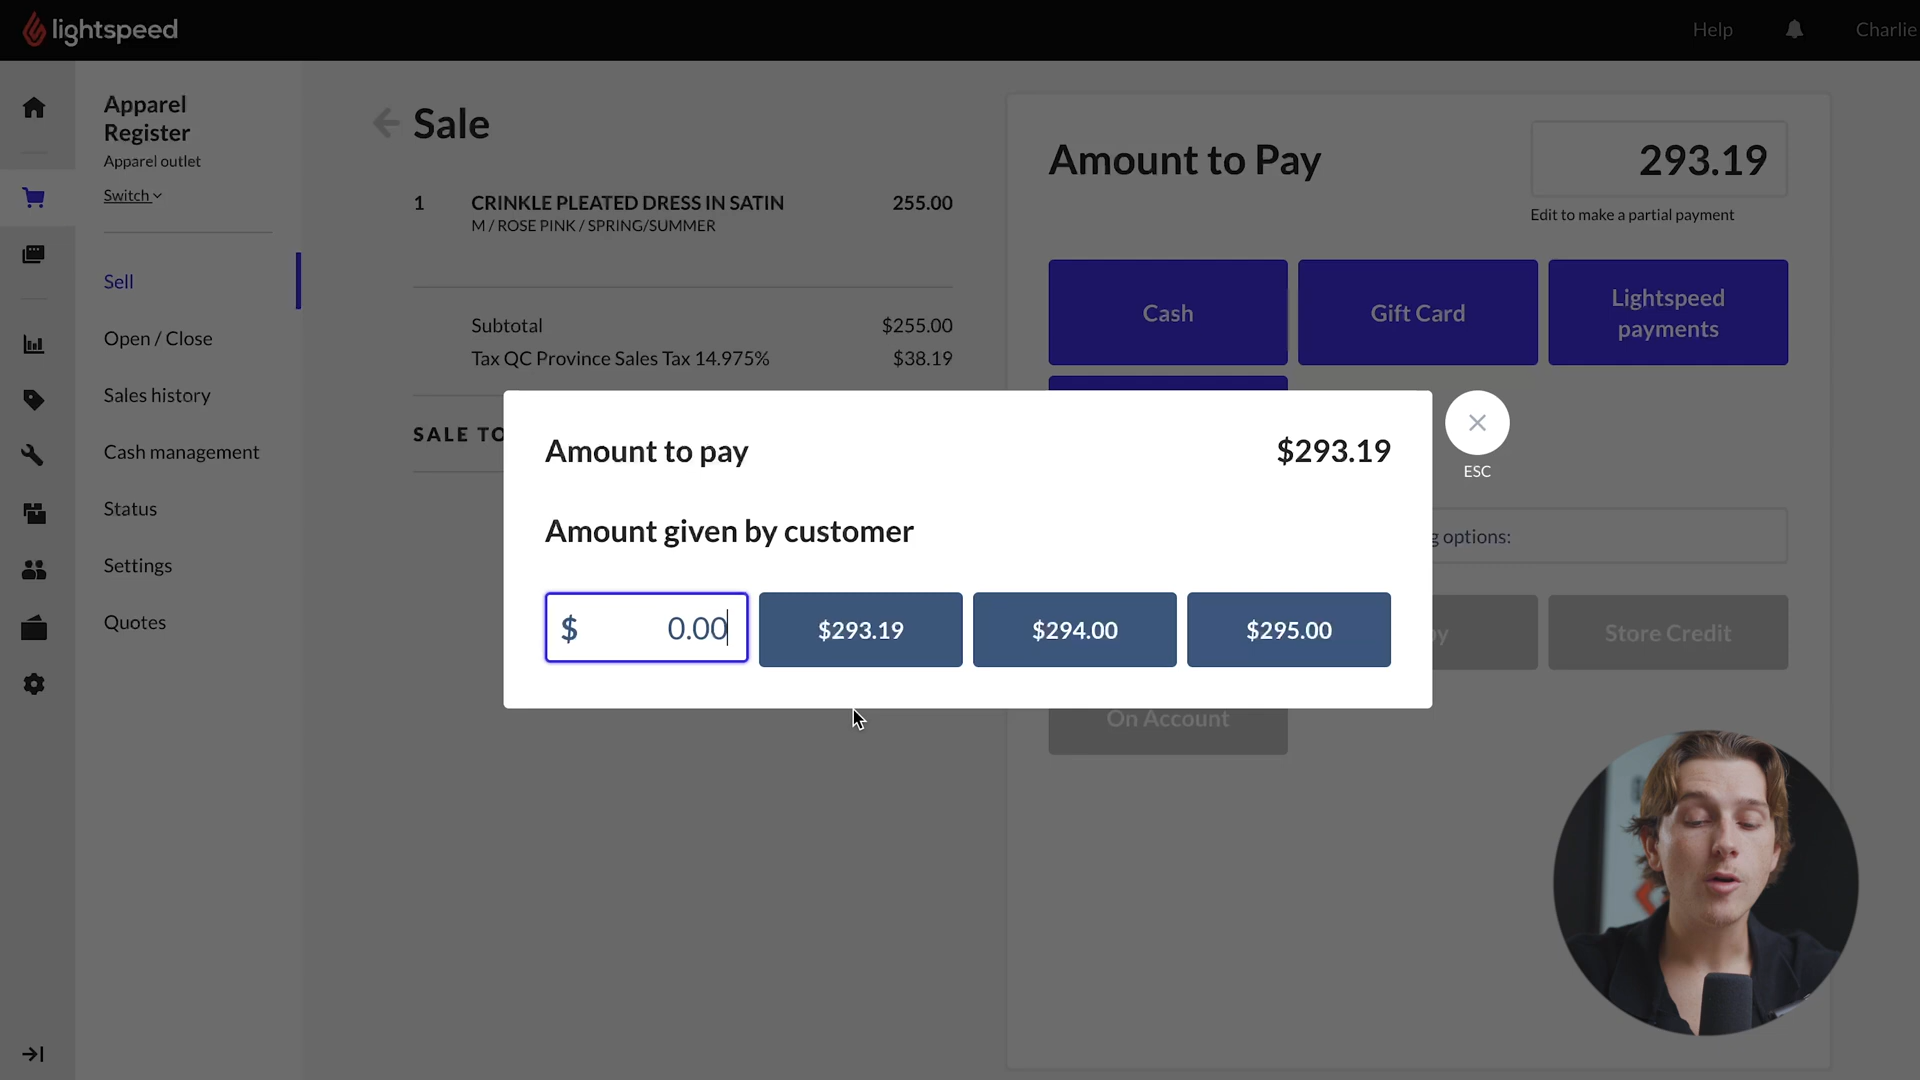 lightspeed
Help
Charlie
Apparel
Register
Apparel outlet
Switch
Sell
Open / Close
Sales history
Cash management
Status
Settings
Quotes
Sale
1 CRINKLE PLEATED DRESS IN SATIN 255.00
M / ROSE PINK / SPRING/SUMMER
Subtotal $255.00
Tax QC Province Sales Tax 14.975% $38.19
SALE TO
Amount to Pay 293.19
Edit to make a partial payment
Cash
Gift Card
Lightspeed
payments
Amount to pay $293.19
ESC
Amount given by customer
$ 0.00 $293.19 $294.00 $295.00
options:
Store Credit
On Account